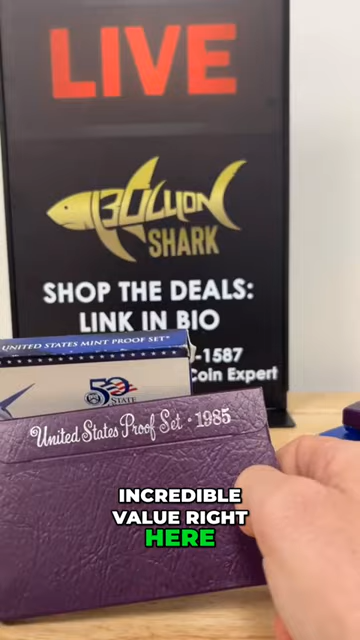 LIVE
BULLION
SHARK
SHOP THE DEALS:
LINK IN BIO
-1587
Coin Expert
UNITED STATES MINT PROOF SET®
50
STATE
United States Proof Set • 1985
INCREDIBLE
VALUE RIGHT
HERE